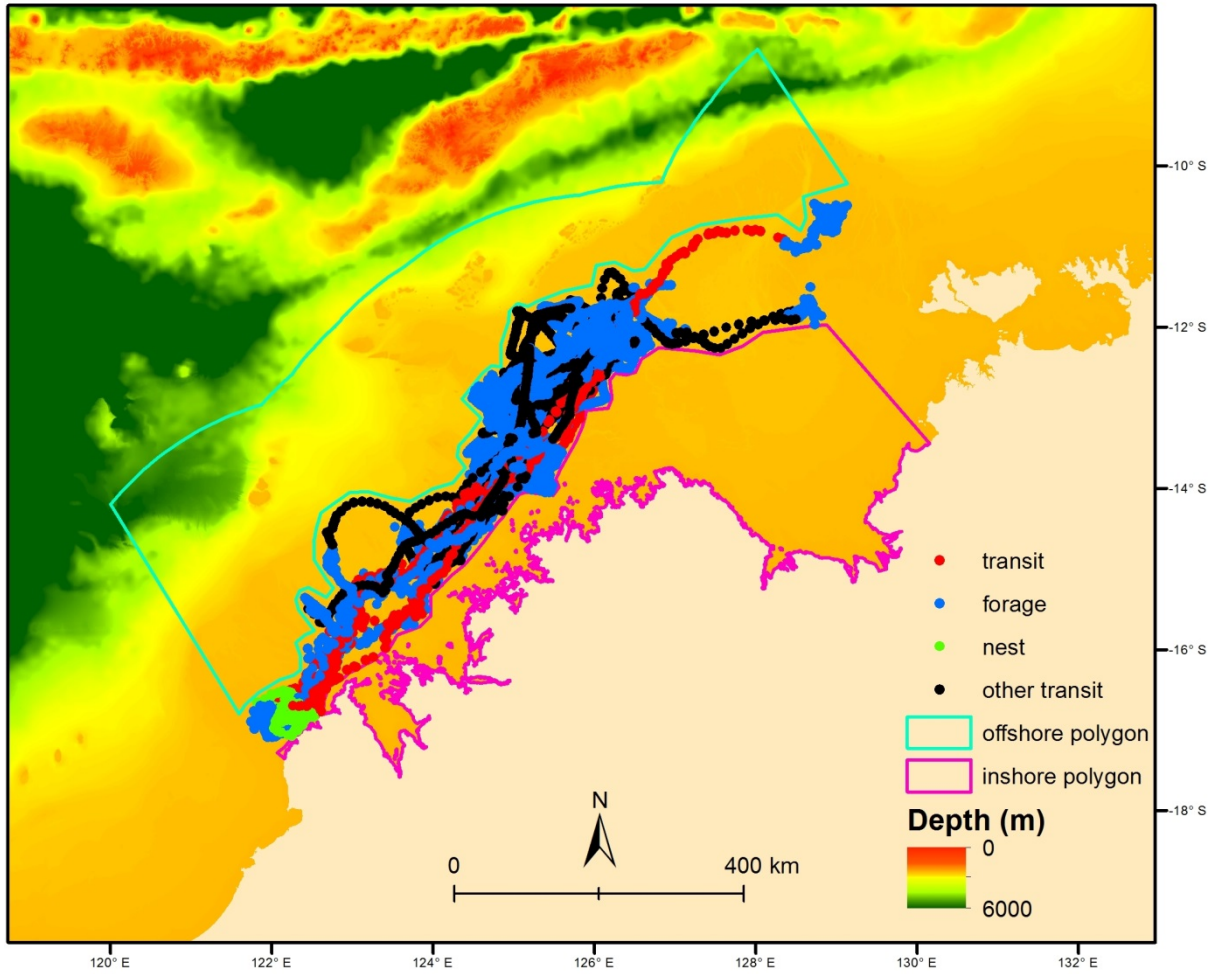 -10° S
-12° S
-14° S
-16° S
-18° S
transit
forage
nest
other transit
offshore polygon
inshore polygon
Depth (m)
0
6000
N
0 400 km
120° E 122° E 124° E 126° E 128° E 130° E 132° E